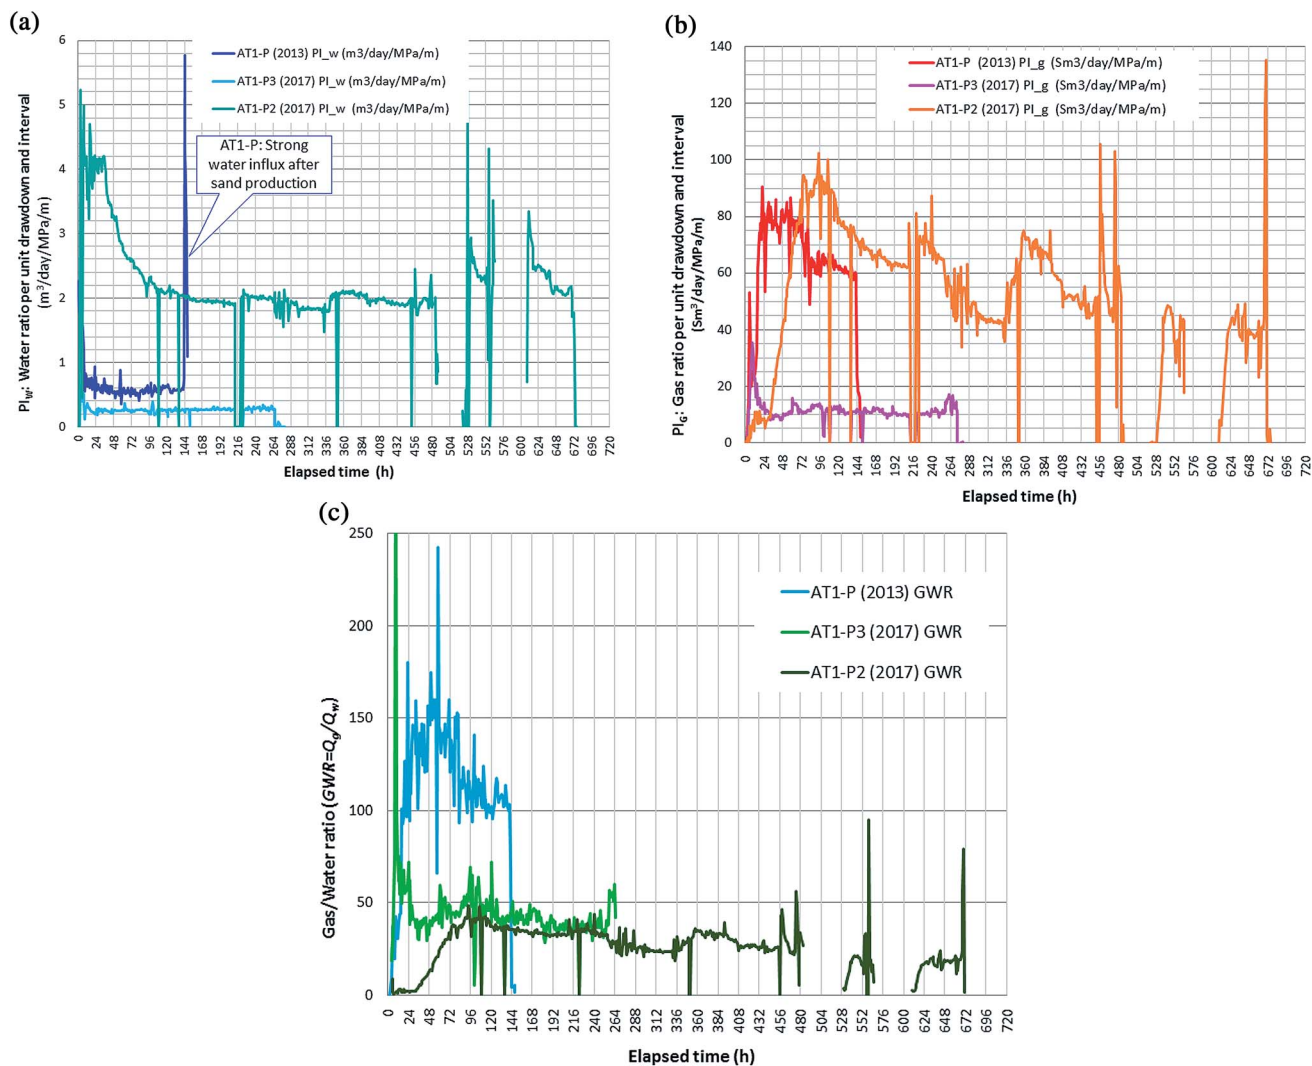 (a)
6
5
4
3
2
1
0
PIw: Water ratio per unit drawdown and interval
(m3/day/MPa/m)
AT1-P (2013) PI_w (m3/day/MPa/m)
AT1-P3 (2017) PI_w (m3/day/MPa/m)
AT1-P2 (2017) PI_w (m3/day/MPa/m)
AT1-P: Strong
water influx after
sand production
0 24 48 72 96 120 144 168 192 216 240 264 288 312 336 360 384 408 432 456 480 504 528 552 576 600 624 648 672 696 720
Elapsed time (h)
(b)
140
120
100
80
60
40
20
0
PIG: Gas ratio per unit drawdown and interval
(Sm3/day/MPa/m)
AT1-P (2013) PI_g (Sm3/day/MPa/m)
AT1-P3 (2017) PI_g (Sm3/day/MPa/m)
AT1-P2 (2017) PI_g (Sm3/day/MPa/m)
0 24 48 72 96 120 144 168 192 216 240 264 288 312 336 360 384 408 432 456 480 504 528 552 576 600 624 648 672 696 720
Elapsed time (h)
(c)
250
200
150
100
50
0
Gas/Water ratio (GWR=Qg/Qw)
AT1-P (2013) GWR
AT1-P3 (2017) GWR
AT1-P2 (2017) GWR
0 24 48 72 96 120 144 168 192 216 240 264 288 312 336 360 384 408 432 456 480 504 528 552 576 600 624 648 672 696 720
Elapsed time (h)